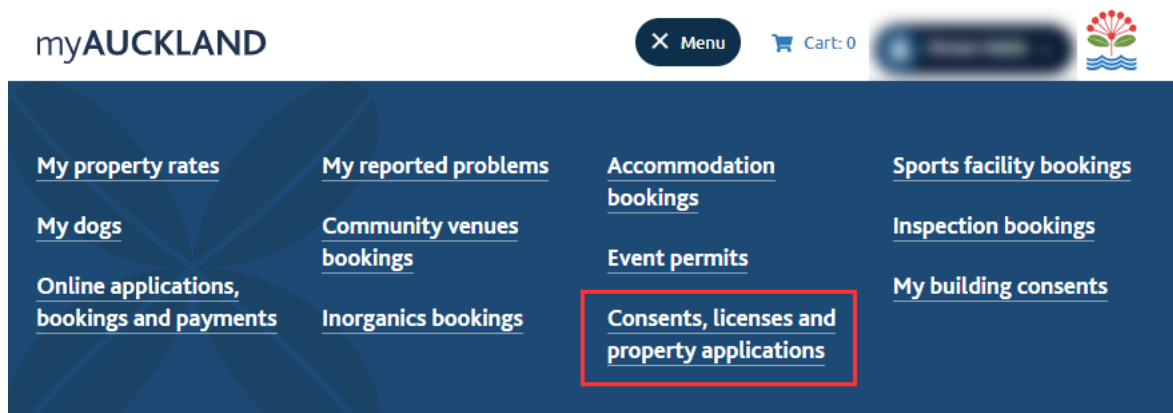 myAUCKLAND
Menu
Cart: 0
My property rates
My dogs
Online applications,
bookings and payments
My reported problems
Community venues
bookings
Inorganics bookings
Accommodation
bookings
Event permits
Consents, licenses and
property applications
Sports facility bookings
Inspection bookings
My building consents